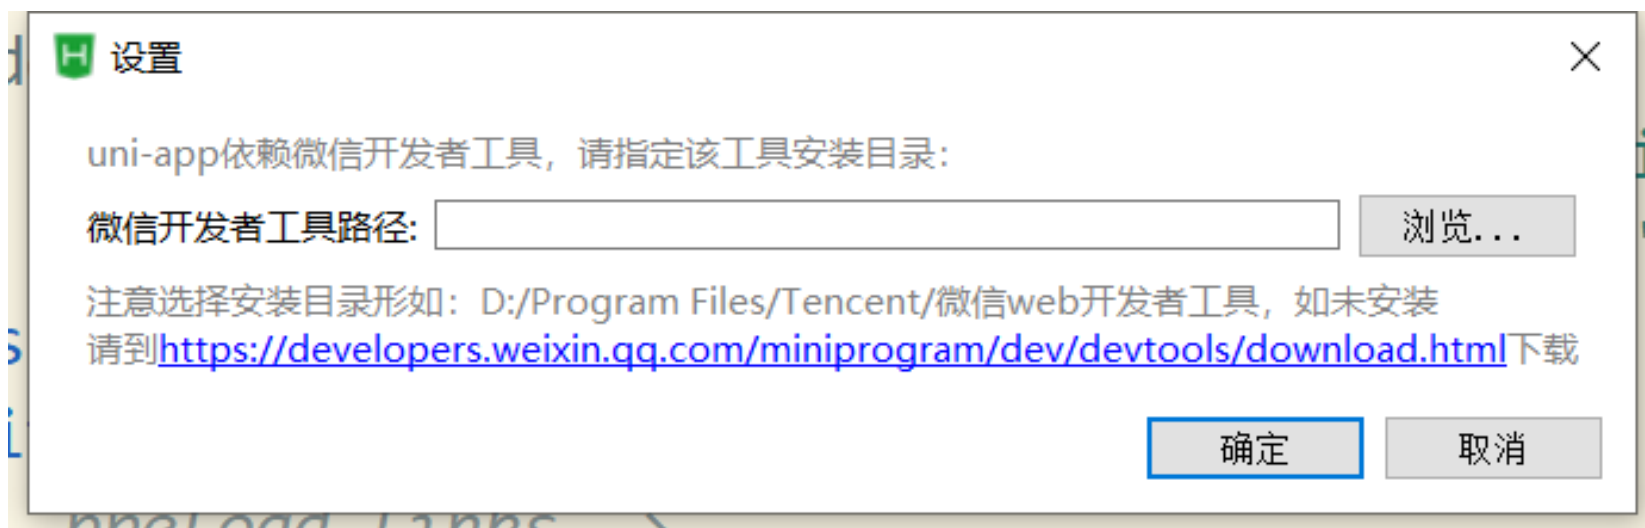 设置
uni-app依赖微信开发者工具，请指定该工具安装目录：
微信开发者工具路径:
浏览...
注意选择安装目录形如：D:/Program Files/Tencent/微信web开发者工具，如未安装
请到https://developers.weixin.qq.com/miniprogram/dev/devtools/download.html下载
确定
取消